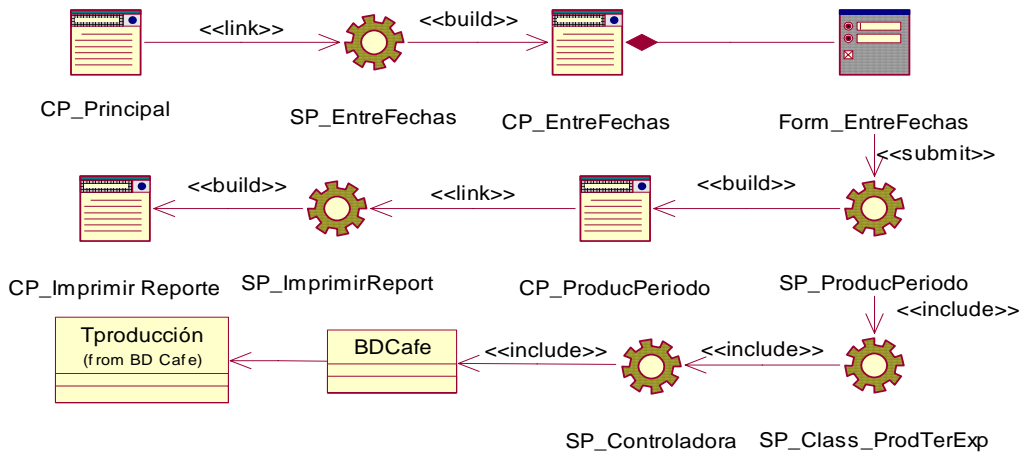 <<link>>
<<build>>
CP_Principal
SP_EntreFechas
CP_EntreFechas
Form_EntreFechas
<<submit>>
<<build>>
<<link>>
<<build>>
CP_Imprimir Reporte
SP_ImprimirReport
CP_ProducPeriodo
SP_ProducPeriodo
<<include>>
Tproducción
(from BD Cafe)
BDCafe
<<include>>
<<include>>
SP_Controladora
SP_Class_ProdTerExp